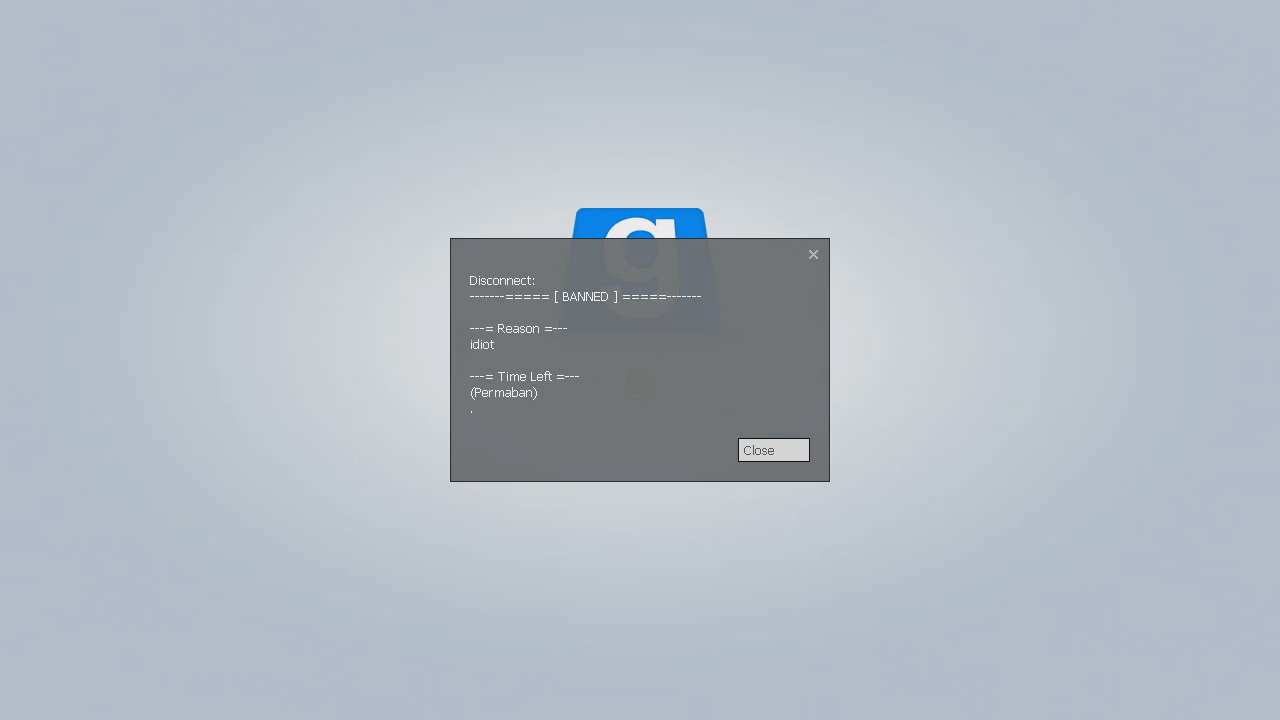 g
Disconnect:
-------===== [ BANNED ] =====-------
---= Reason =---
idiot
---= Time Left =---
(Permaban)
.
Close